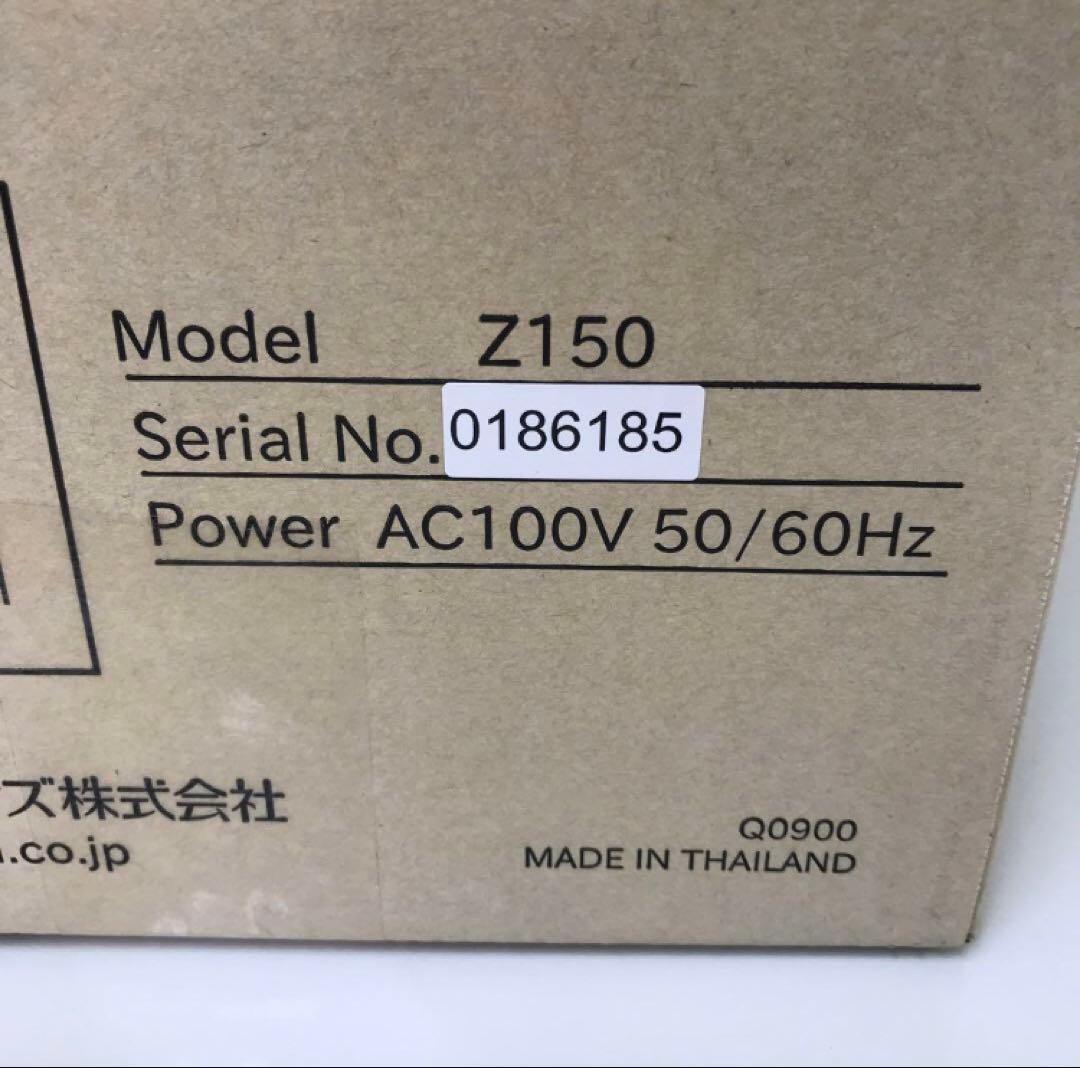 Model Z150
Serial No. 0186185
Power AC100V 50/60Hz
ズ株式会社
.co.jp
Q0900
MADE IN THAILAND